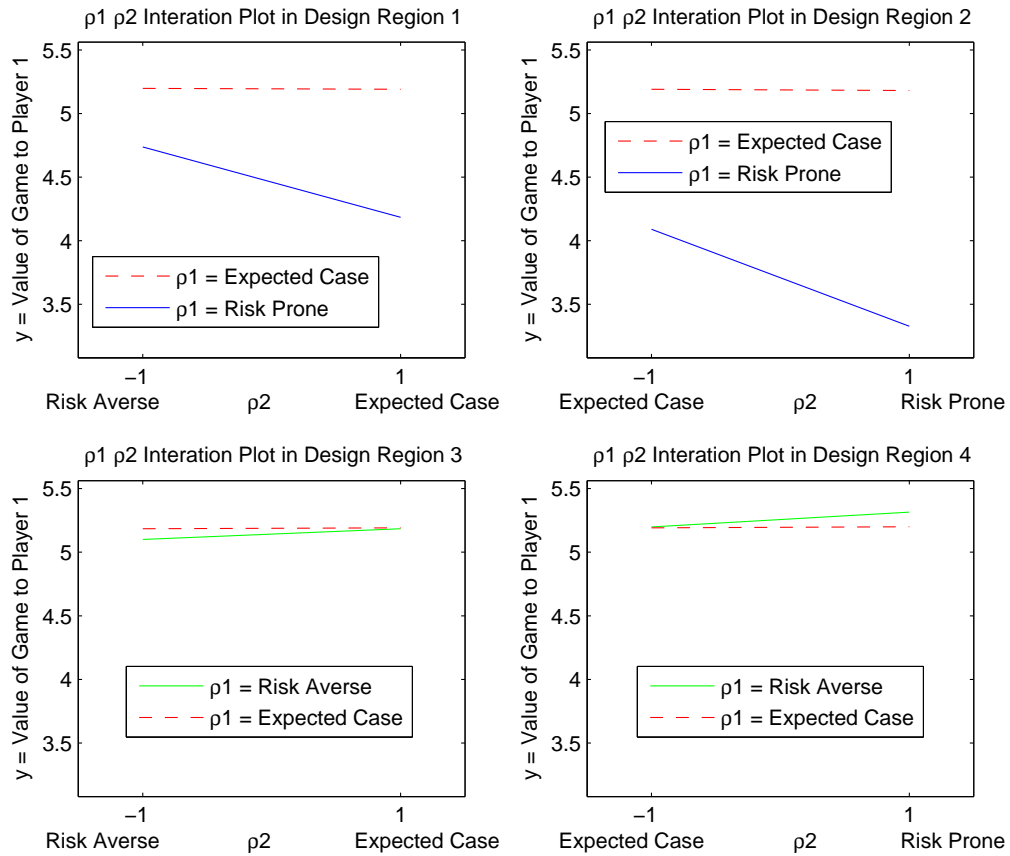 ρ1 ρ2 Interation Plot in Design Region 1
5.5
5
4.5
4
3.5
y = Value of Game to Player 1
ρ1 = Expected Case
ρ1 = Risk Prone
−1 1
Risk Averse ρ2 Expected Case
ρ1 ρ2 Interation Plot in Design Region 2
5.5
5
4.5
4
3.5
y = Value of Game to Player 1
ρ1 = Expected Case
ρ1 = Risk Prone
−1 1
Expected Case ρ2 Risk Prone
ρ1 ρ2 Interation Plot in Design Region 3
5.5
5
4.5
4
3.5
y = Value of Game to Player 1
ρ1 = Risk Averse
ρ1 = Expected Case
−1 1
Risk Averse ρ2 Expected Case
ρ1 ρ2 Interation Plot in Design Region 4
5.5
5
4.5
4
3.5
y = Value of Game to Player 1
ρ1 = Risk Averse
ρ1 = Expected Case
−1 1
Expected Case ρ2 Risk Prone